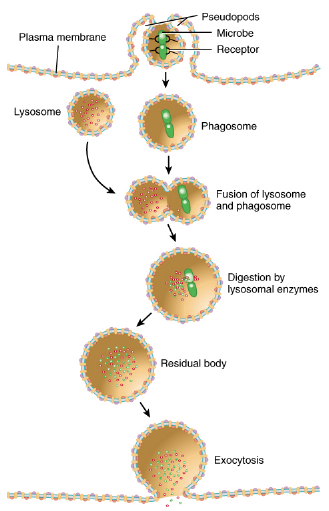 Pseudopods
Plasma membrane
Microbe
Receptor
Lysosome
Phagosome
Fusion of lysosome
and phagosome
Digestion by
lysosomal enzymes
Residual body
Exocytosis